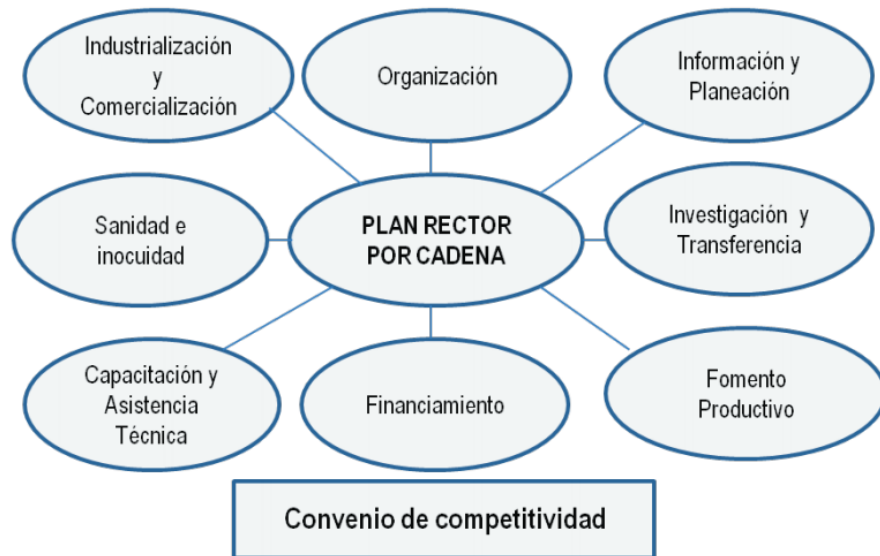 Industrialización
y
Comercialización
Organización
Información y
Planeación
Sanidad e
inocuidad
PLAN RECTOR
POR CADENA
Investigación y
Transferencia
Capacitación y
Asistencia
Técnica
Financiamiento
Fomento
Productivo
Convenio de competitividad